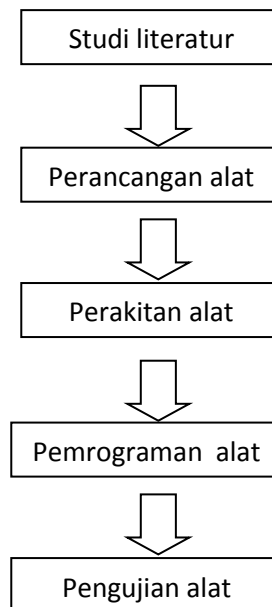 Studi literatur
Perancangan alat
Perakitan alat
Pemrograman alat
Pengujian alat